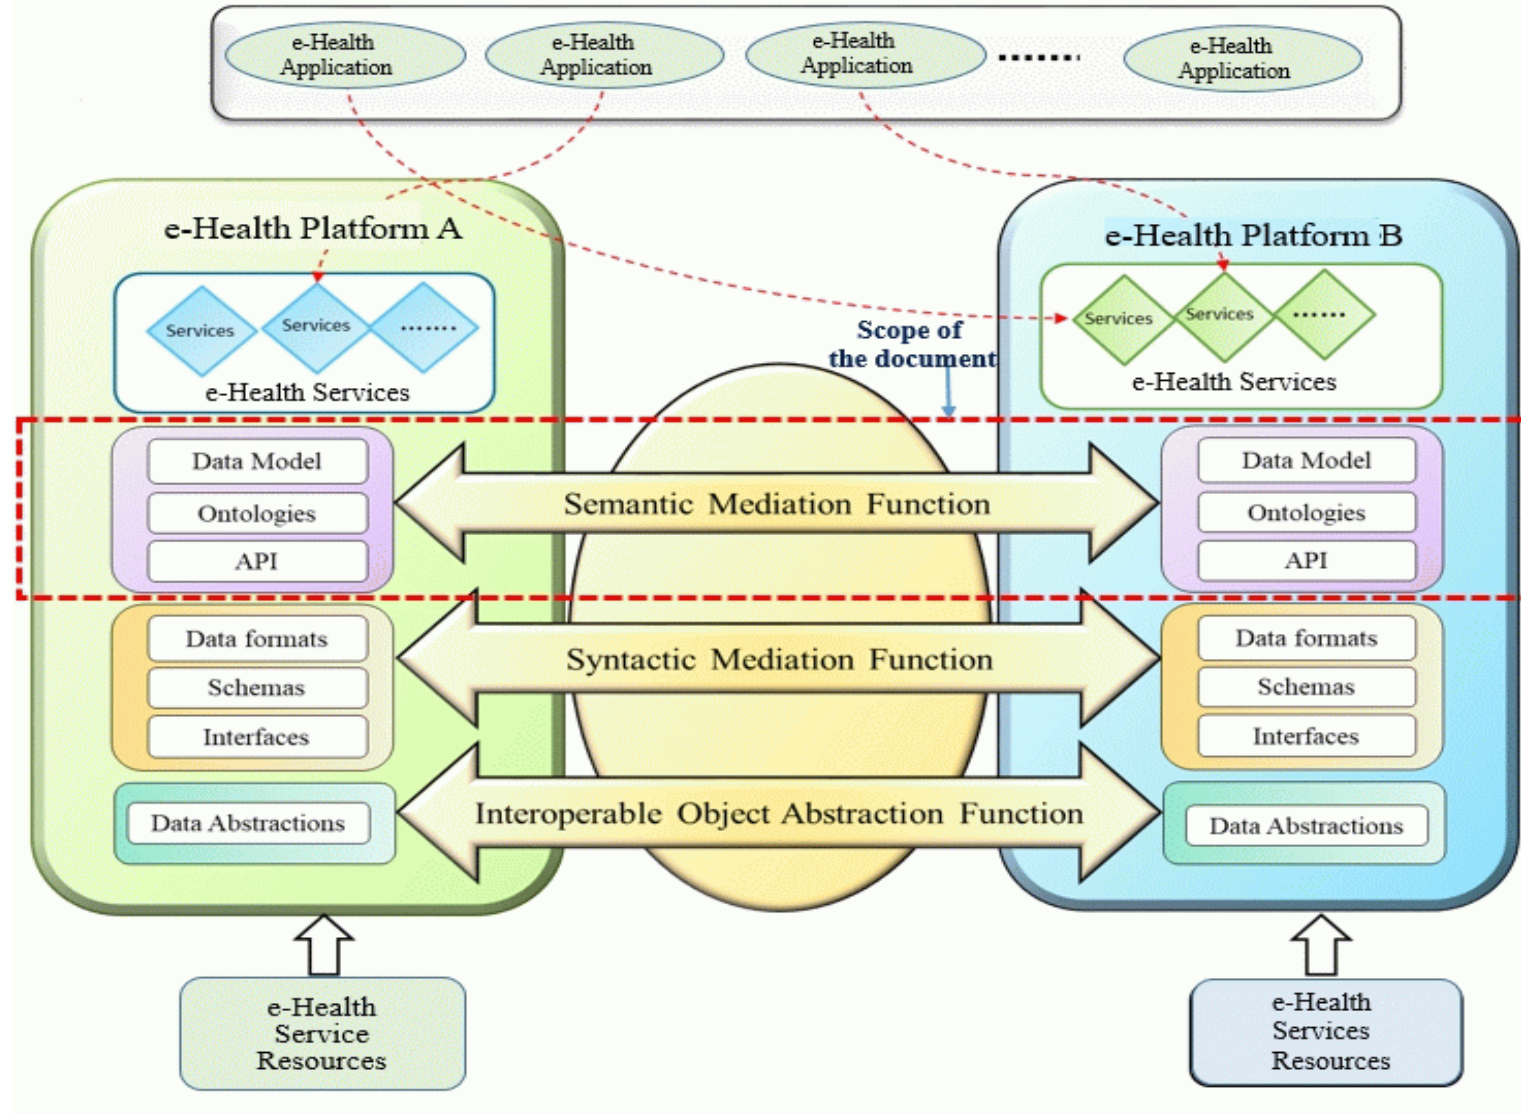 e-Health
Application
e-Health
Application
e-Health
Application
........
e-Health
Application
e-Health Platform A
Services
Services
.......
e-Health Services
e-Health Platform B
Services
Services
......
e-Health Services
Scope of
the document
Data Model
Ontologies
API
Semantic Mediation Function
Data Model
Ontologies
API
Data formats
Schemas
Interfaces
Syntactic Mediation Function
Data formats
Schemas
Interfaces
Data Abstractions
Interoperable Object Abstraction Function
Data Abstractions
e-Health
Service
Resources
e-Health
Services
Resources